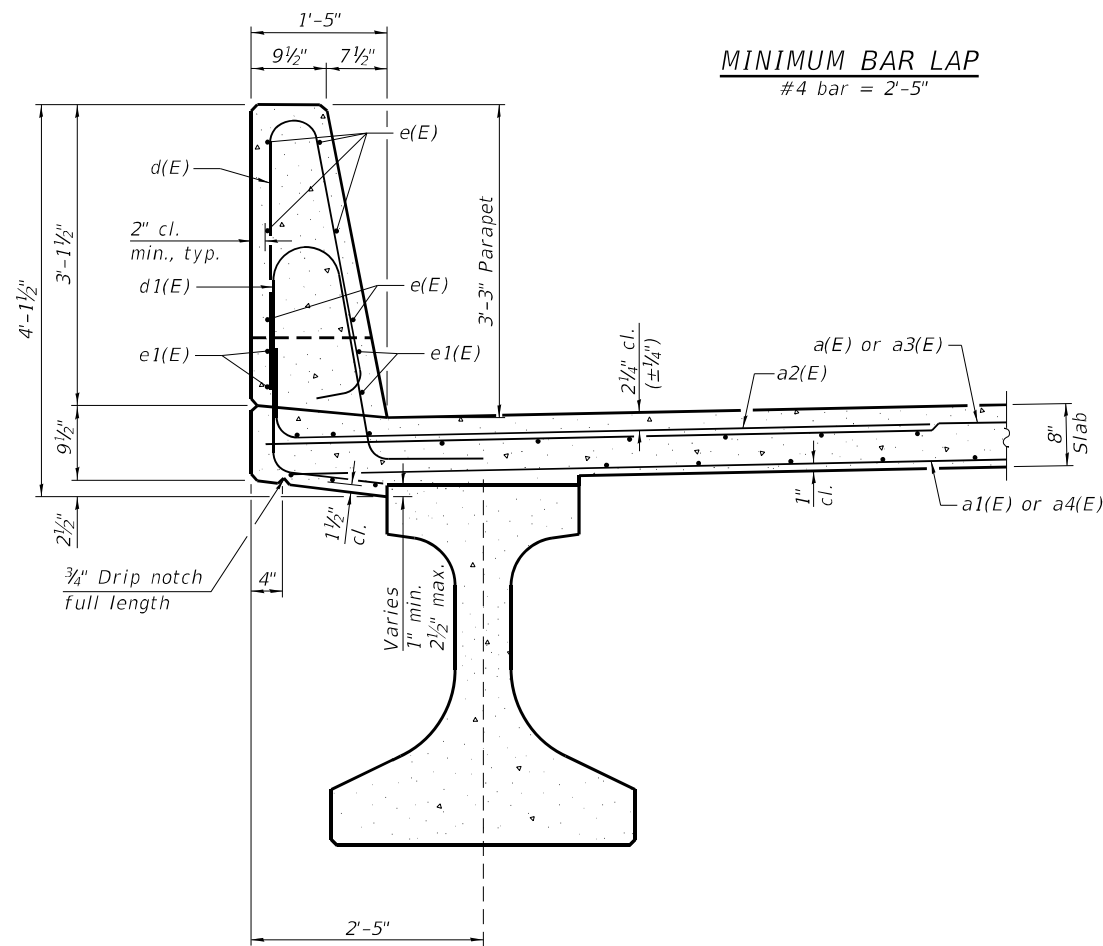 1'-5"
9½"
7½"
MINIMUM BAR LAP
#4 bar = 2'-5"
e(E)
d(E)
2" cl.
min., typ.
3'-1½"
4'-1½"
3'-3" Parapet
d1(E)
e(E)
e1(E)
e1(E)
2¼" cl.
(±¼")
a(E) or a3(E)
a2(E)
9½"
8"
Slab
1"
cl.
a1(E) or a4(E)
2½"
1½"
cl.
¾" Drip notch
full length
4"
Varies
1" min.
2½" max.
2'-5"